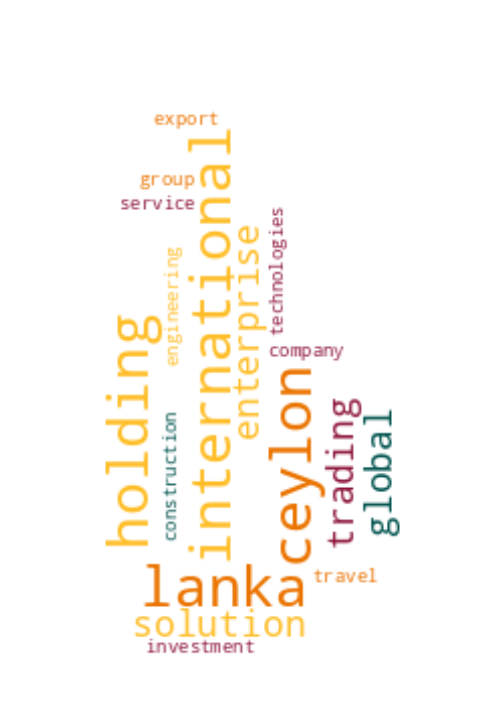 export
international
group
service
technologies
enterprise
engineering
holding
company
ceylon
trading
global
construction
lanka
travel
solution
investment